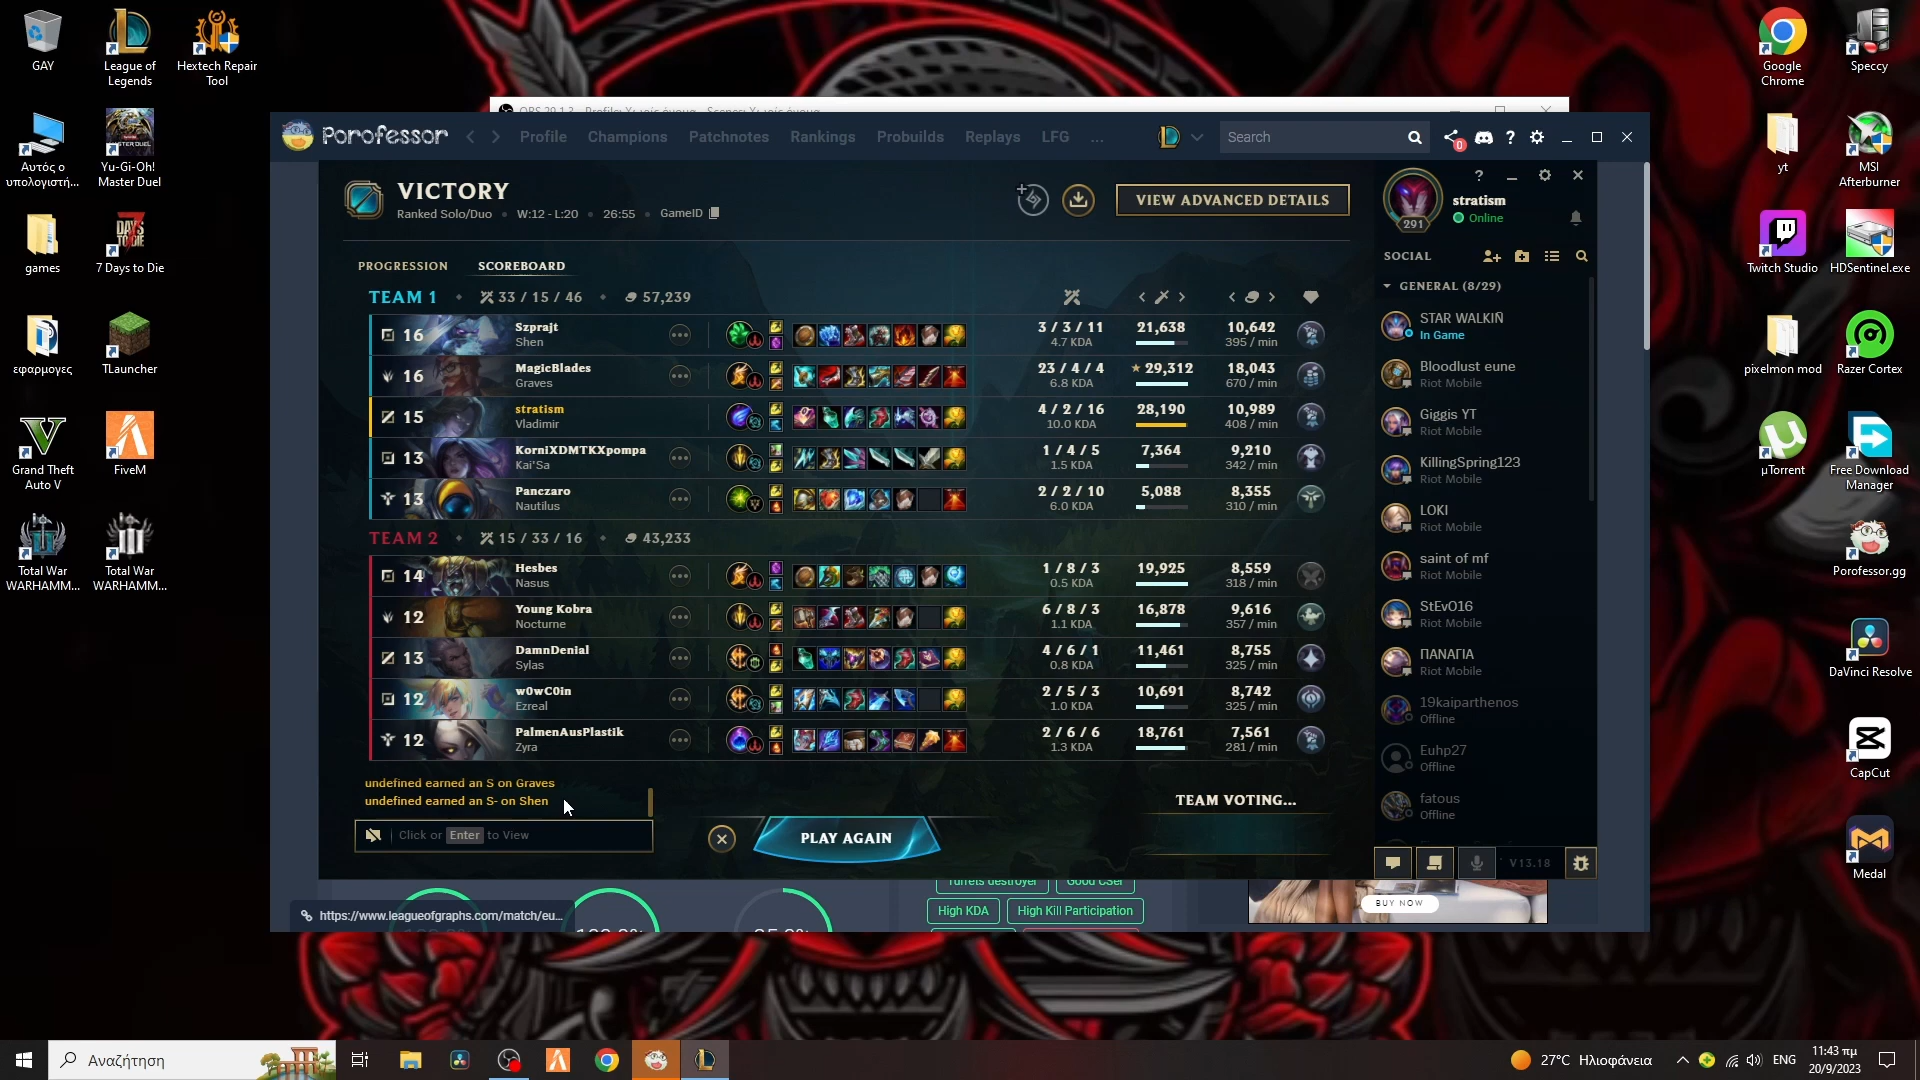 GAY
League of
Legends
Hextech Repair
Tool
Αυτός ο
υπολογιστή...
Yu-Gi-Oh!
Master Duel
games
7 Days to Die
εφαρμογες
TLauncher
Grand Theft
Auto V
FiveM
Total War
WARHAMM...
Total War
WARHAMM...
Google
Chrome
Speccy
yt
MSI
Afterburner
Twitch Studio
HDSentinel.exe
pixelmon mod
Razer Cortex
µTorrent
Free Download
Manager
Porofessor.gg
DaVinci Resolve
CapCut
Medal
Porofessor
Profile Champions Patchnotes Rankings Probuilds Replays LFG ...
Search
0
VICTORY
Ranked Solo/Duo • W:12 - L:20 • 26:55 GameID
VIEW ADVANCED DETAILS
PROGRESSION SCOREBOARD
TEAM 1 • 33 / 15 / 46 • 57,239
16 Szprajt 3 / 3 / 11 21,638 10,642
Shen 4.7 KDA 395 / min
16 MagicBlades 23 / 4 / 4 29,312 18,043
Graves 6.8 KDA 670 / min
15 stratism 4 / 2 / 16 28,190 10,989
Vladimir 10.0 KDA 408 / min
13 KorniXDMTKXpompa 1 / 4 / 5 7,364 9,210
Kai'Sa 1.5 KDA 342 / min
13 Panczaro 2 / 2 / 10 5,088 8,355
Nautilus 6.0 KDA 310 / min
TEAM 2 • 15 / 33 / 16 • 43,233
14 Hesbes 1 / 8 / 3 19,925 8,559
Nasus 0.5 KDA 318 / min
12 Young Kobra 6 / 8 / 3 16,878 9,616
Nocturne 1.1 KDA 357 / min
13 DamnDenial 4 / 6 / 1 11,461 8,755
Sylas 0.8 KDA 325 / min
12 w0wC0in 2 / 5 / 3 10,691 8,742
Ezreal 1.0 KDA 325 / min
12 PalmenAusPlastik 2 / 6 / 6 18,761 7,561
Zyra 1.3 KDA 281 / min
undefined earned an S on Graves
undefined earned an S- on Shen
Click or Enter to View
PLAY AGAIN
TEAM VOTING...
stratism
Online
291
SOCIAL
GENERAL (8/29)
STAR WALKIÑ
In Game
Bloodlust eune
Riot Mobile
Giggis YT
Riot Mobile
KillingSpring123
Riot Mobile
LOKI
Riot Mobile
saint of mf
Riot Mobile
StEvO16
Riot Mobile
ΠΑΝΑΓΙΑ
Riot Mobile
19kaiparthenos
Offline
Euhp27
Offline
fatous
Offline
V13.18
Turrets destroyer Good CSer
High KDA High Kill Participation
BUY NOW
https://www.leagueofgraphs.com/match/eu...
Αναζήτηση
27°C Ηλιοφάνεια
ENG
11:43 πμ
20/9/2023